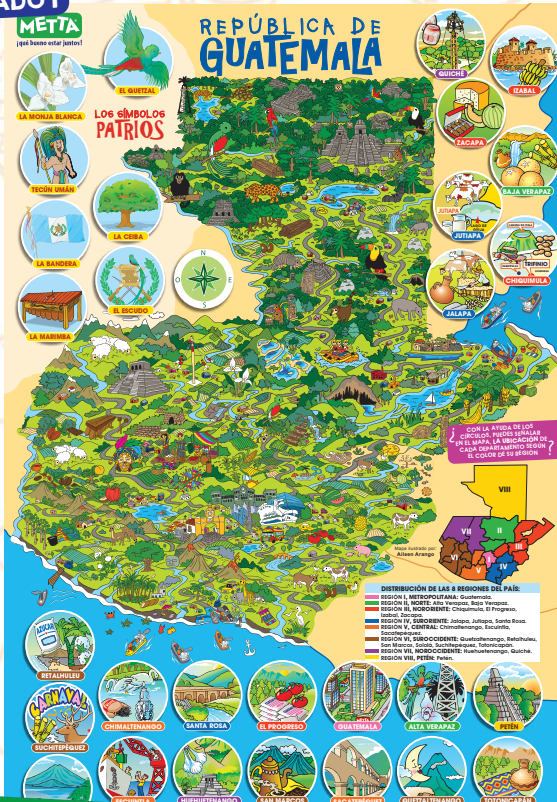 ADO Y
METTA
¡qué bueno estar juntos!
REPÚBLICA DE
GUATEMALA
EL QUETZAL
LA MONJA BLANCA
LOS SÍMBOLOS
PATRIOS
TECÚN UMÁN
LA CEIBA
LA BANDERA
EL ESCUDO
LA MARIMBA
N
O
E
S
QUICHÉ
IZABAL
ZACAPA
BAJA VERAPAZ
JUTIAPA
JUTIAPA
TRIFINIO
CHIQUIMULA
JALAPA
¿
CON LA AYUDA DE LOS
CÍRCULOS, PUEDES SEÑALAR
EN EL MAPA, LA UBICACIÓN DE
CADA DEPARTAMENTO SEGÚN
EL COLOR DE SU REGIÓN
?
VIII
VII
II
III
I
VI
V
IV
Mapa ilustrado por:
Aileen Arango
DISTRIBUCIÓN DE LAS 8 REGIONES DEL PAÍS:
REGIÓN I, METROPOLITANA: Guatemala.
REGIÓN II, NORTE: Alta Verapaz, Baja Verapaz.
REGIÓN III, NORORIENTE: Chiquimula, El Progreso,
Izabal, Zacapa.
REGIÓN IV, SURORIENTE: Jalapa, Jutiapa, Santa Rosa.
REGIÓN V, CENTRAL: Chimaltenango, Escuintla,
Sacatepéquez.
REGIÓN VI, SUROCCIDENTE: Quetzaltenango, Retalhuleu,
San Marcos, Sololá, Suchitepéquez, Totonicapán.
REGIÓN VII, NOROCCIDENTE: Huehuetenango, Quiché.
REGIÓN VIII, PETÉN: Petén.
AZÚCAR
RETALHULEU
CARNAVAL
SUCHITEPÉQUEZ
CHIMALTENANGO
SANTA ROSA
EL PROGRESO
GUATEMALA
ALTA VERAPAZ
PETÉN
ESCUINTLA
HUEHUETENANGO
SAN MARCOS
SACATEPÉQUEZ
QUETZALTENANGO
TOTONICAPÁN